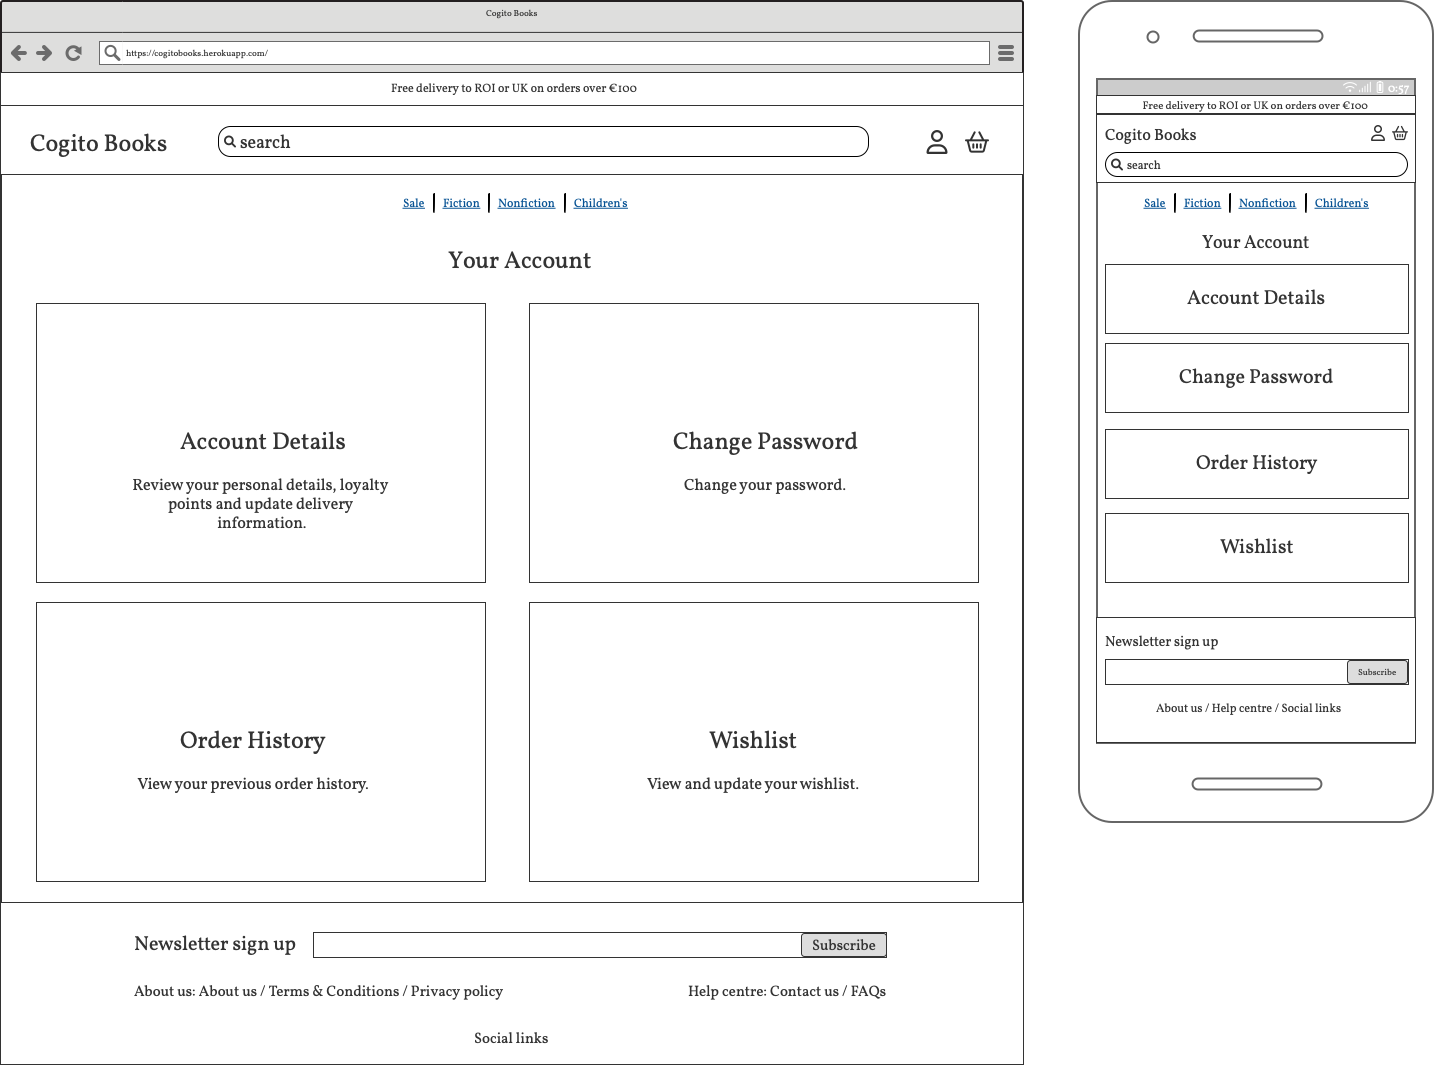 Cogito Books
https://cogitobooks.herokuapp.com/
Free delivery to ROI or UK on orders over €100
Cogito Books
search
Sale
Fiction
Nonfiction
Children's
Your Account
Account Details
Review your personal details, loyalty
points and update delivery
information.
Change Password
Change your password.
Order History
View your previous order history.
Wishlist
View and update your wishlist.
Newsletter sign up
Subscribe
About us: About us / Terms & Conditions / Privacy policy
Help centre: Contact us / FAQs
Social links
0:57
Free delivery to ROI or UK on orders over €100
Cogito Books
search
Sale
Fiction
Nonfiction
Children's
Your Account
Account Details
Change Password
Order History
Wishlist
Newsletter sign up
Subscribe
About us / Help centre / Social links